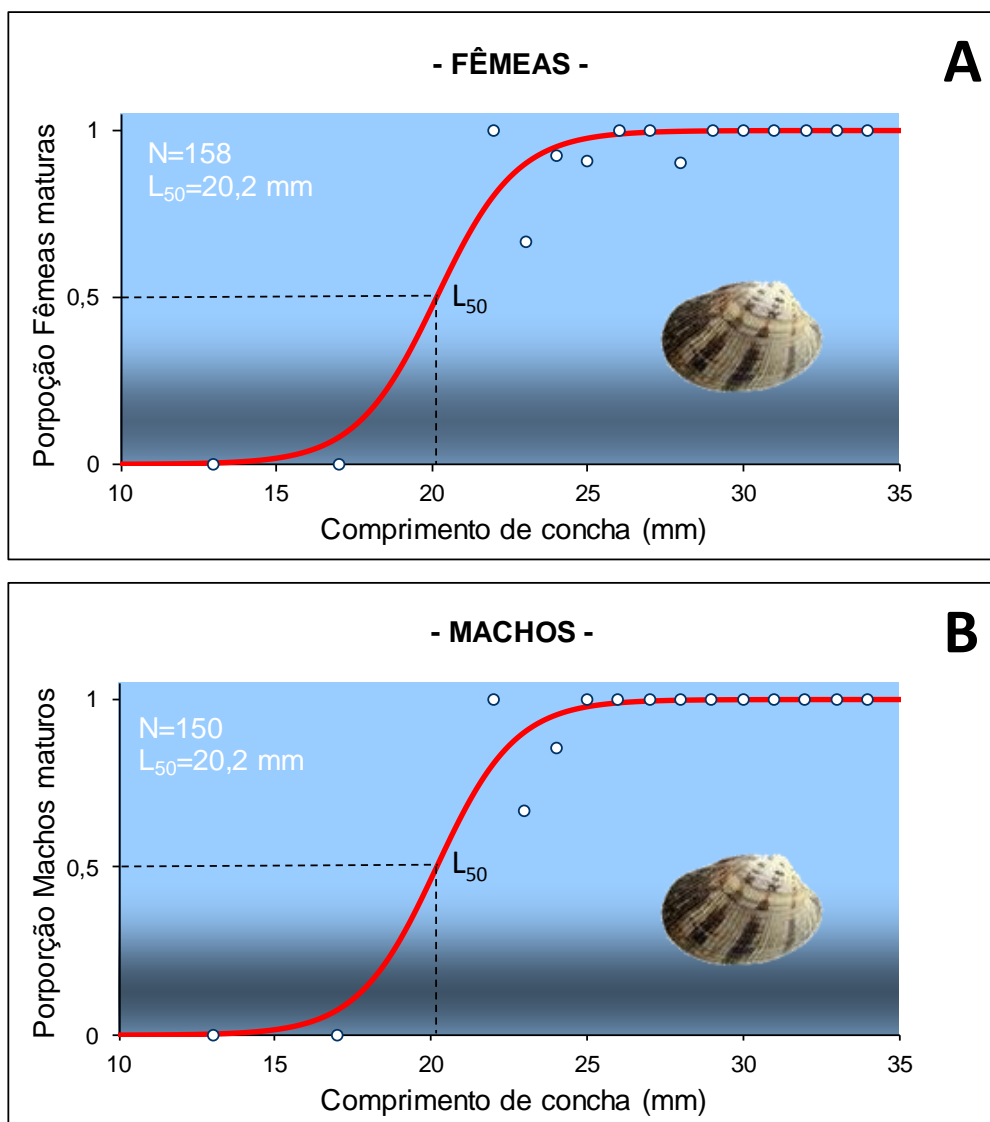 - FÊMEAS -
A
N=158
L₅₀=20,2 mm
Porpoção Fêmeas maturas
1
0,5
0
L₅₀
10 15 20 25 30 35
Comprimento de concha (mm)
- MACHOS -
B
N=150
L₅₀=20,2 mm
Porporção Machos maturos
1
0,5
0
L₅₀
10 15 20 25 30 35
Comprimento de concha (mm)